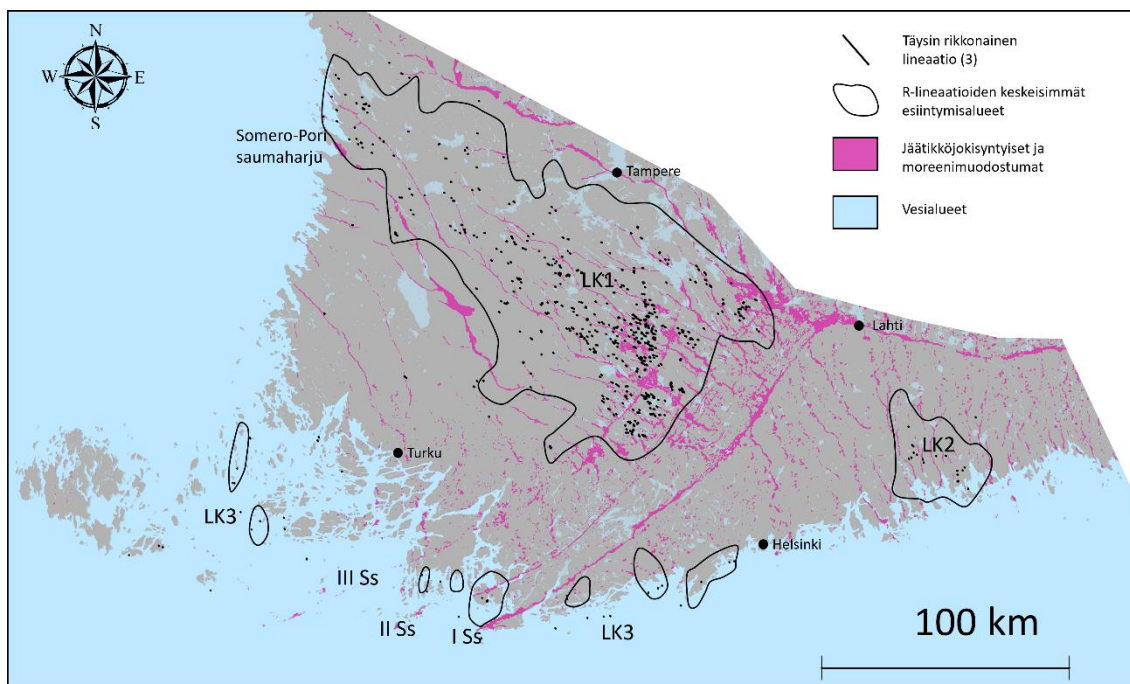 N
W E
S
Täysin rikkonainen
lineaatio (3)
R-lineaatioiden keskeisimmät
esiintymisalueet
Jäätikköjokisyntyiset ja
moreenimuodostumat
Vesialueet
Somero-Pori
saumaharju
Tampere
LK1
Lahti
LK2
Turku
LK3
Helsinki
III Ss
II Ss
I Ss
LK3
100 km